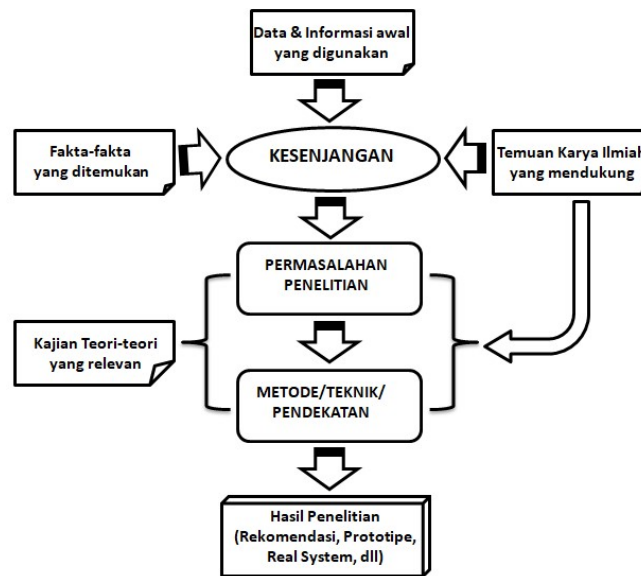 Data & Informasi awal
yang digunakan
Fakta-fakta
yang ditemukan
KESENJANGAN
Temuan Karya Ilmiah
yang mendukung
PERMASALAHAN
PENELITIAN
Kajian Teori-teori
yang relevan
METODE/TEKNIK/
PENDEKATAN
Hasil Penelitian
(Rekomendasi, Prototipe,
Real System, dll)